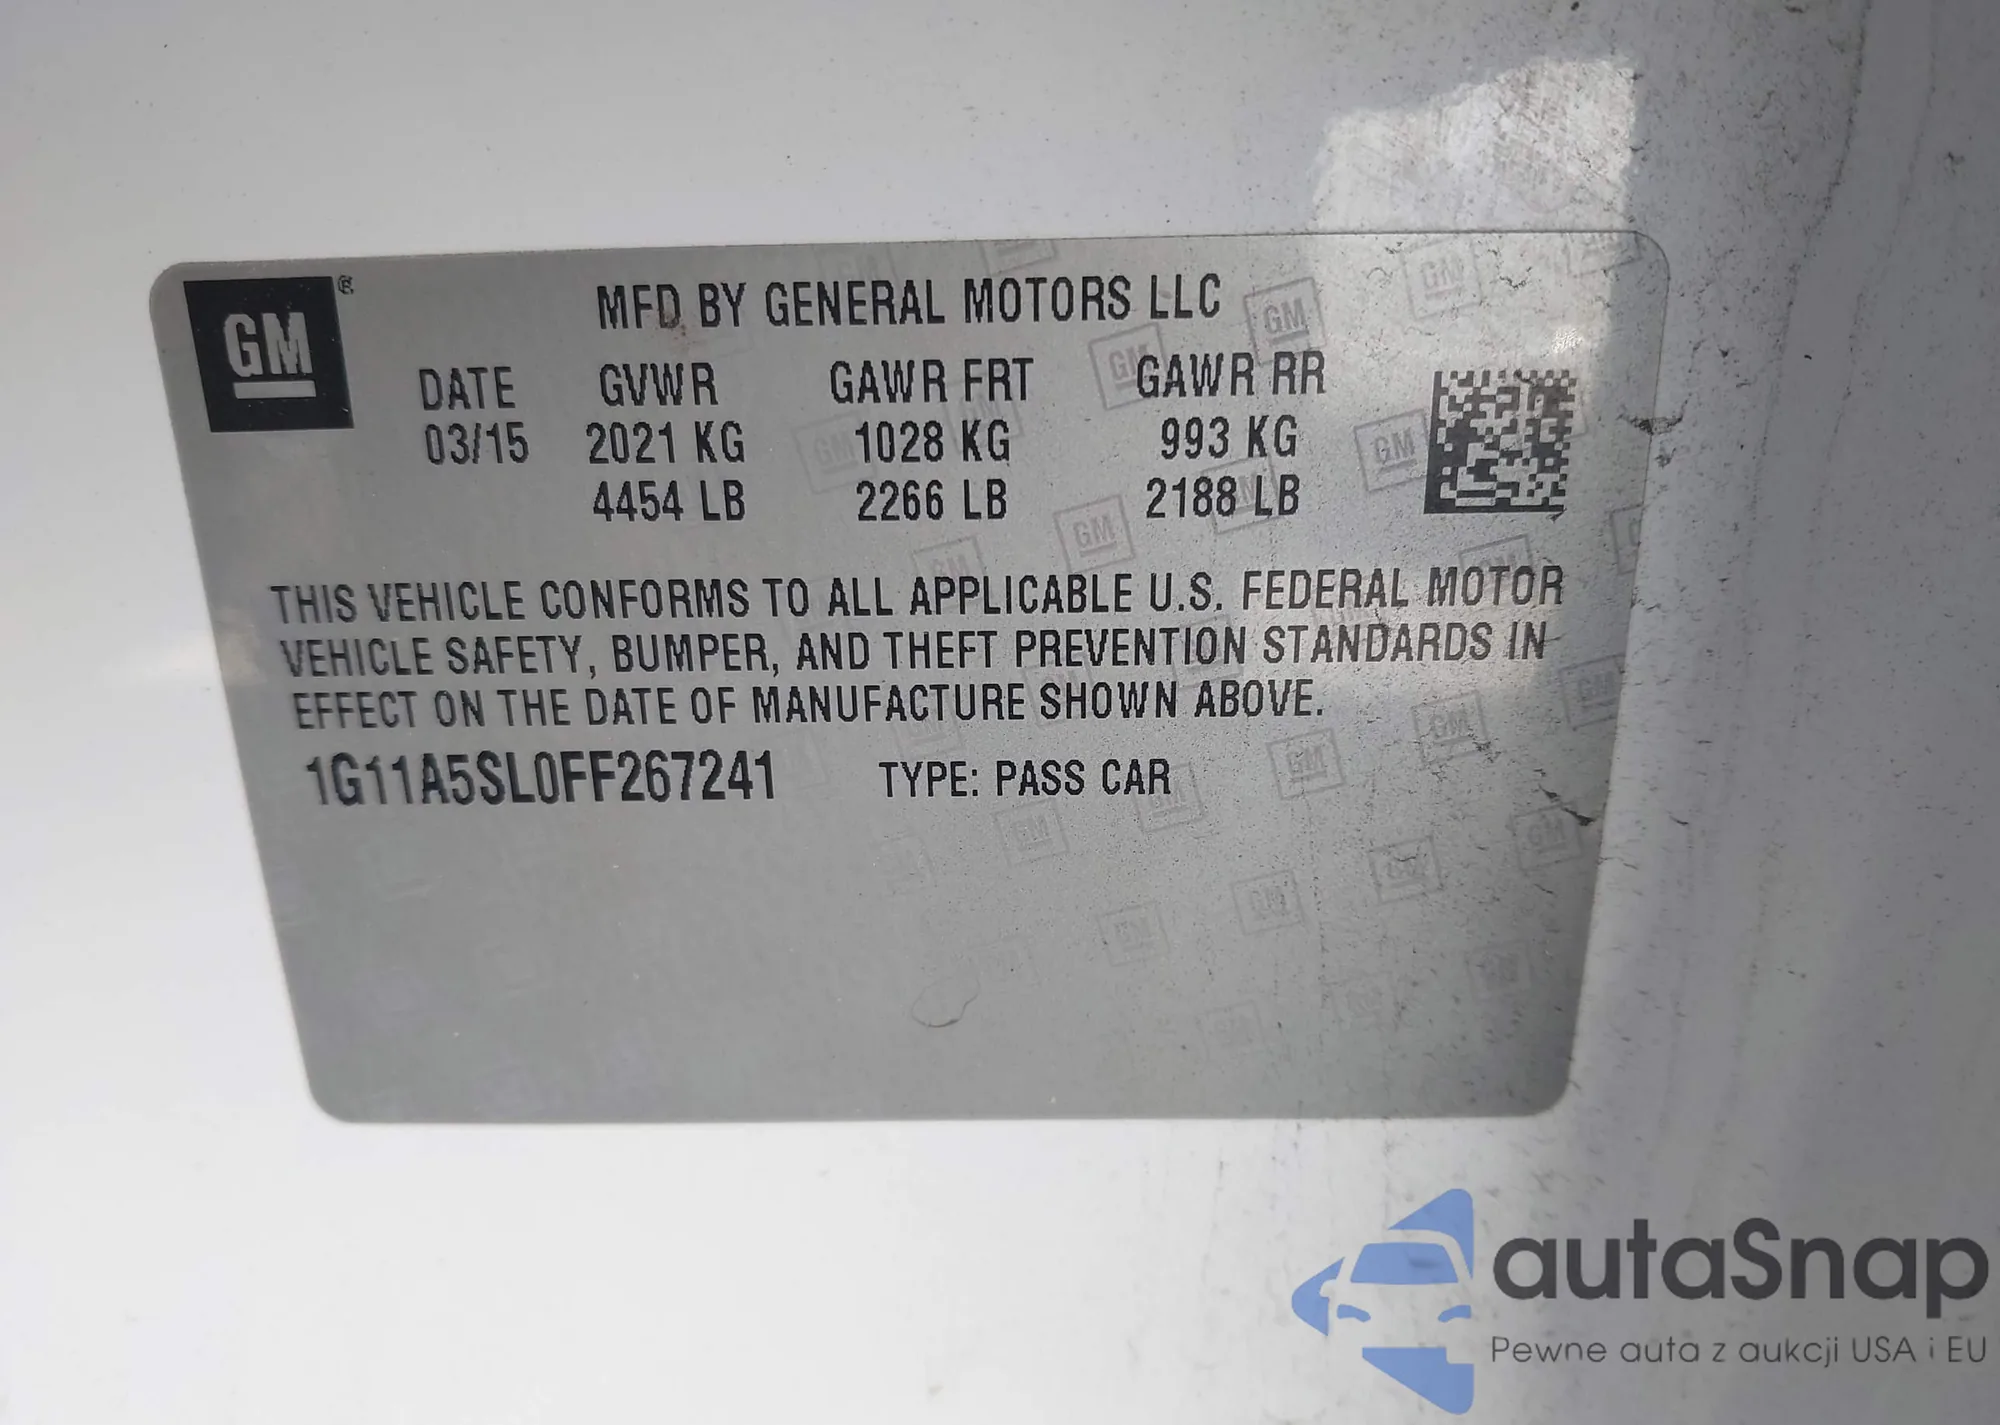 GM ®
MFD BY GENERAL MOTORS LLC
DATE GVWR GAWR FRT GAWR RR
03/15 2021 KG 1028 KG 993 KG
4454 LB 2266 LB 2188 LB
THIS VEHICLE CONFORMS TO ALL APPLICABLE U.S. FEDERAL MOTOR
VEHICLE SAFETY, BUMPER, AND THEFT PREVENTION STANDARDS IN
EFFECT ON THE DATE OF MANUFACTURE SHOWN ABOVE.
1G11A5SL0FF267241 TYPE: PASS CAR
autaSnap
Pewne auta z aukcji USA i EU